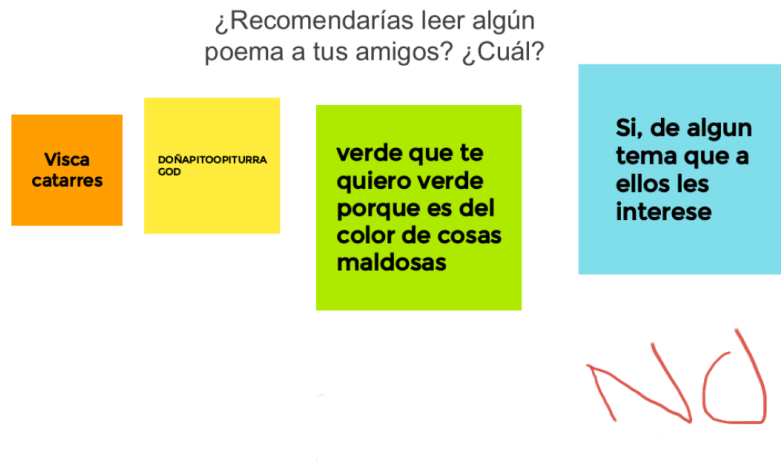 ¿Recomendarías leer algún
poema a tus amigos? ¿Cuál?
Visca
catarres
DOÑAPITOOPITURRA
GOD
verde que te
quiero verde
porque es del
color de cosas
maldosas
Si, de algun
tema que a
ellos les
interese
NO